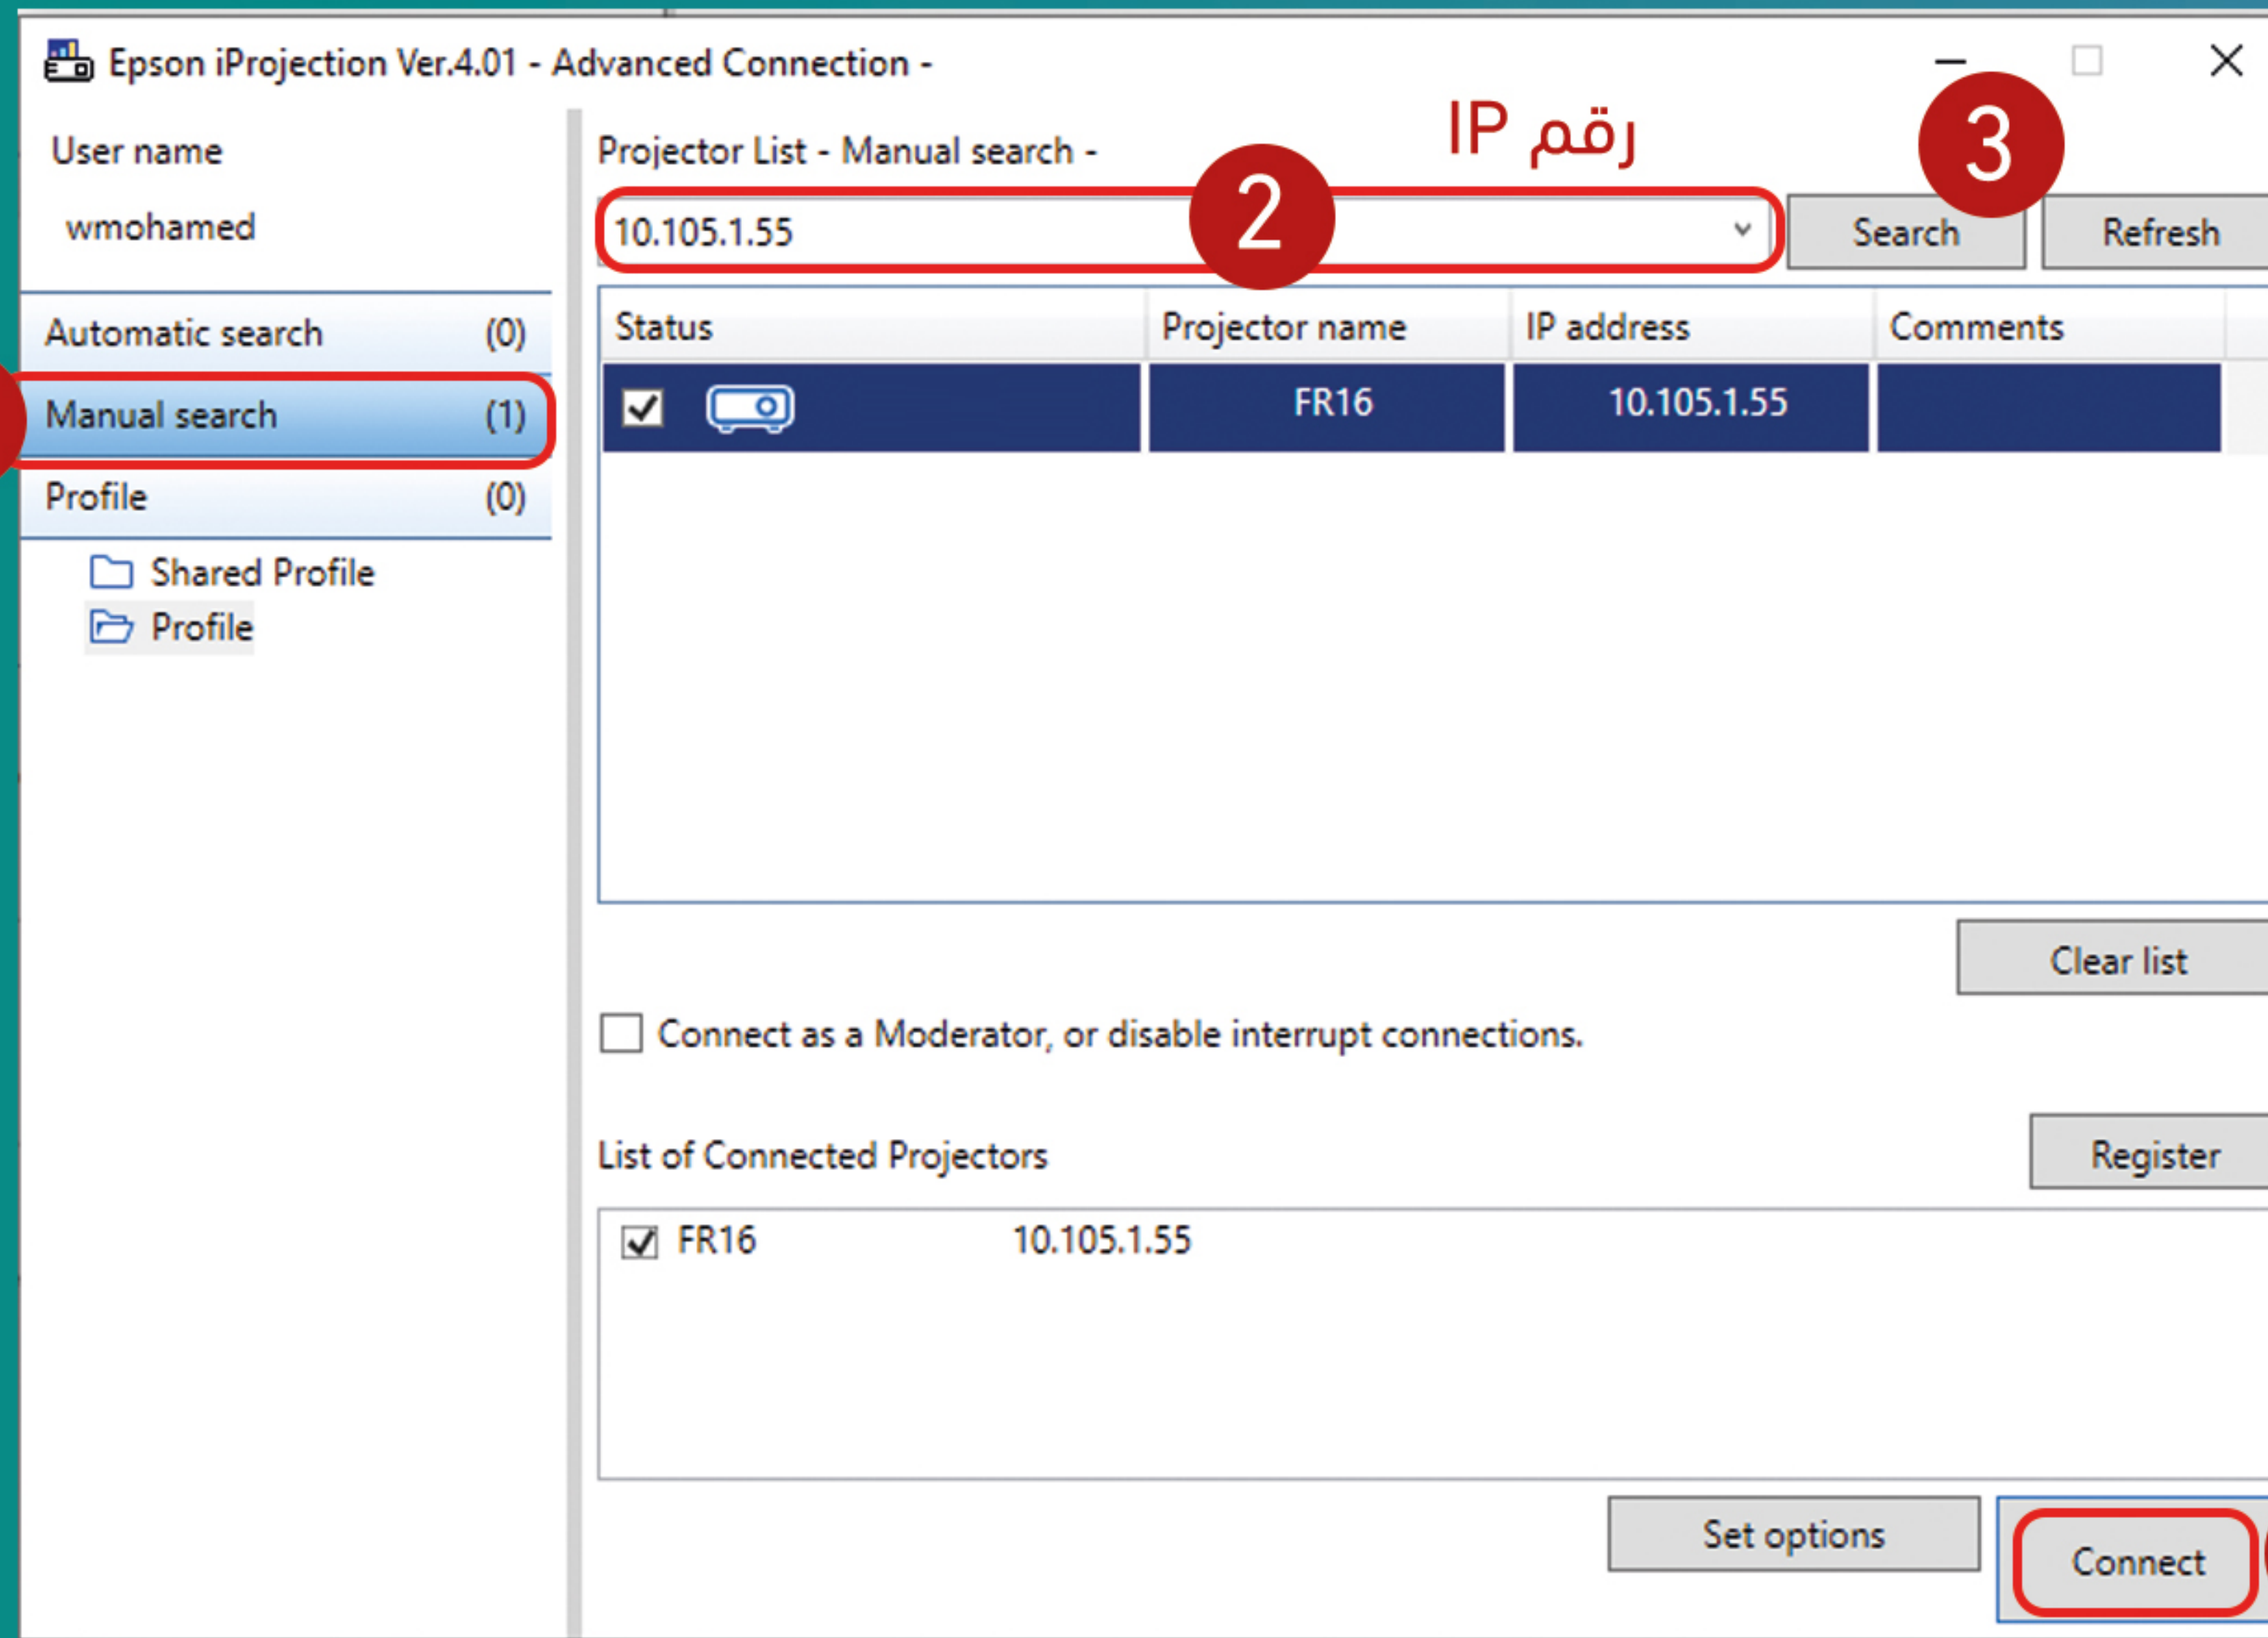 Epson iProjection Ver.4.01 - Advanced Connection -
User name
wmohamed
Automatic search (0)
Manual search (1)
Profile (0)
Shared Profile
Profile
Projector List - Manual search -
رقم IP
3
2
10.105.1.55
Search
Refresh
Status Projector name IP address Comments
FR16 10.105.1.55
Clear list
Connect as a Moderator, or disable interrupt connections.
List of Connected Projectors
Register
FR16 10.105.1.55
Set options
Connect